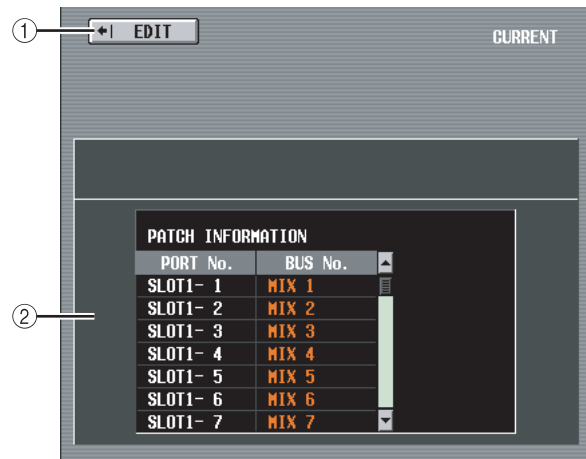 ① EDIT CURRENT
PATCH INFORMATION
PORT No. BUS No.
SLOT1- 1 MIX 1
SLOT1- 2 MIX 2
② SLOT1- 3 MIX 3
SLOT1- 4 MIX 4
SLOT1- 5 MIX 5
SLOT1- 6 MIX 6
SLOT1- 7 MIX 7